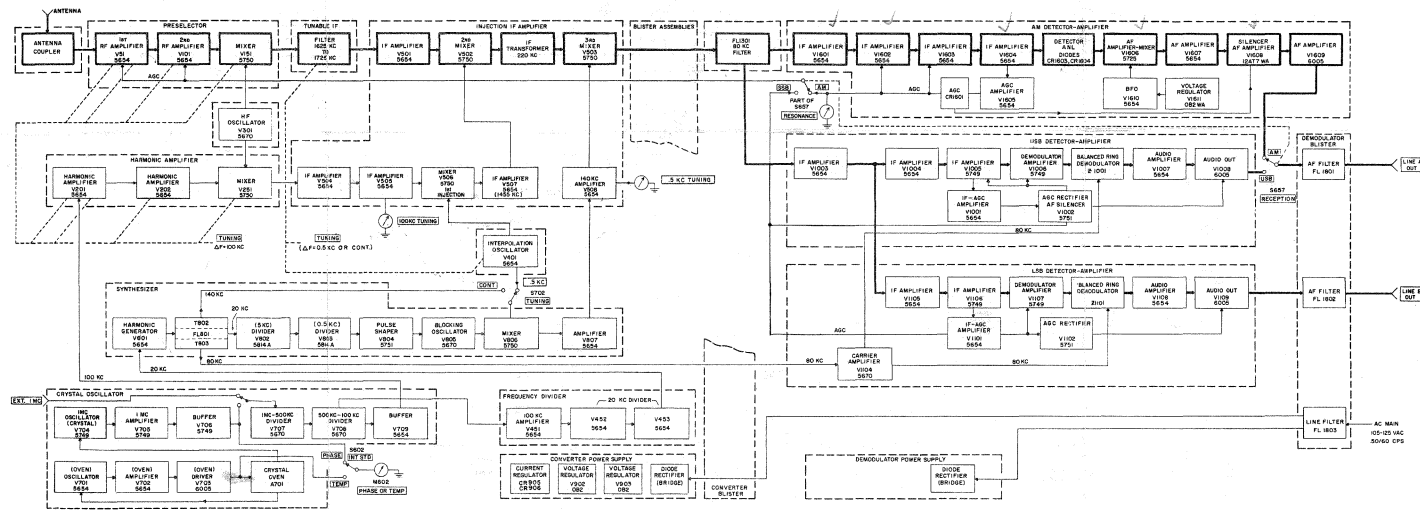 ANTENNA
ANTENNA
COUPLER
PRESELECTOR
1ST
RF AMPLIFIER
V51
5654
2ND
RF AMPLIFIER
V101
5654
MIXER
V151
5750
AGC
TUNABLE IF
FILTER
1625 KC
TO
1725 KC
INJECTION IF AMPLIFIER
IF AMPLIFIER
V501
5654
2ND
MIXER
V502
5750
IF
TRANSFORMER
220 KC
3RD
MIXER
V503
5750
BLISTER ASSEMBLIES
FL1301
80 KC
FILTER
AM DETECTOR-AMPLIFIER
IF AMPLIFIER
V1601
5654
IF AMPLIFIER
V1602
5654
IF AMPLIFIER
V1603
5654
IF AMPLIFIER
V1604
5654
DETECTOR
A.N.L.
DIODES
CR1603, CR1604
AF
AMPLIFIER-MIXER
V1606
5725
AF AMPLIFIER
V1607
5654
SILENCER
AF AMPLIFIER
V1608
12AT7 WA
AF AMPLIFIER
V1609
6005
AGC
AGC
CR1601
AGC
AMPLIFIER
V1605
5654
BFO
V1610
5654
VOLTAGE
REGULATOR
V1611
OB2 WA
SSB
AM
PART OF
S657
RESONANCE
H.F.
OSCILLATOR
V301
5670
HARMONIC AMPLIFIER
HARMONIC
AMPLIFIER
V201
5654
HARMONIC
AMPLIFIER
V202
5654
MIXER
V251
5750
TUNING
ΔF=100 KC
IF AMPLIFIER
V504
5654
IF AMPLIFIER
V505
5654
MIXER
V506
5750
1ST
INJECTION
IF AMPLIFIER
V507
5654
(1455 KC)
140KC AMPLIFIER
V508
5654
.5 KC TUNING
100KC TUNING
TUNING
(ΔF=0.5 KC OR CONT.)
INTERPOLATION
OSCILLATOR
V401
5654
CONT
.5 KC
S702
TUNING
USB DETECTOR-AMPLIFIER
IF AMPLIFIER
V1003
5654
IF AMPLIFIER
V1004
5654
IF AMPLIFIER
V1005
5749
DEMODULATOR
AMPLIFIER
V1006
5749
BALANCED RING
DEMODULATOR
Z1001
AUDIO
AMPLIFIER
V1007
5654
AUDIO OUT
V1008
6005
IF-AGC
AMPLIFIER
V1001
5654
AGC RECTIFIER
AF SILENCER
V1002
5751
80 KC
AM
USB
S657
RECEPTION
DEMODULATOR
BLISTER
AF FILTER
FL 1801
LINE A
OUT
LSB DETECTOR-AMPLIFIER
IF AMPLIFIER
V1105
5654
IF AMPLIFIER
V1106
5749
DEMODULATOR
AMPLIFIER
V1107
5749
BALANCED RING
DEMODULATOR
Z1101
AUDIO
AMPLIFIER
V1108
5654
AUDIO OUT
V1109
6005
AF FILTER
FL 1802
LINE B
OUT
AGC
IF-AGC
AMPLIFIER
V1101
5654
AGC RECTIFIER
V1102
5751
CARRIER
AMPLIFIER
V1104
5670
80 KC
80 KC
SYNTHESIZER
140 KC
20 KC
HARMONIC
GENERATOR
V801
5654
T802
FL801
T803
(5 KC)
DIVIDER
V802
5814 A
(0.5 KC)
DIVIDER
V803
5814 A
PULSE
SHAPER
V804
5751
BLOCKING
OSCILLATOR
V805
5670
MIXER
V806
5750
AMPLIFIER
V807
5654
80 KC
20 KC
100 KC
EXT. 1 MC
CRYSTAL OSCILLATOR
1MC
OSCILLATOR
(CRYSTAL)
V704
5749
1 MC
AMPLIFIER
V705
5749
BUFFER
V706
5749
1MC-500KC
DIVIDER
V707
5670
500KC-100KC
DIVIDER
V708
5670
BUFFER
V709
5654
(OVEN)
OSCILLATOR
V701
5654
(OVEN)
AMPLIFIER
V702
5654
(OVEN)
DRIVER
V703
6005
CRYSTAL
OVEN
A701
PHASE
S602
INT STD
TEMP
M602
PHASE OR TEMP
FREQUENCY DIVIDER
20 KC DIVIDER
100 KC
AMPLIFIER
V451
5654
V452
5654
V453
5654
CONVERTER POWER SUPPLY
CURRENT
REGULATOR
CR905
CR906
VOLTAGE
REGULATOR
V902
OB2
VOLTAGE
REGULATOR
V903
OB2
DIODE
RECTIFIER
(BRIDGE)
CONVERTER
BLISTER
DEMODULATOR POWER SUPPLY
DIODE
RECTIFIER
(BRIDGE)
LINE FILTER
FL 1803
AC MAIN
105-125 VAC
50/60 CPS